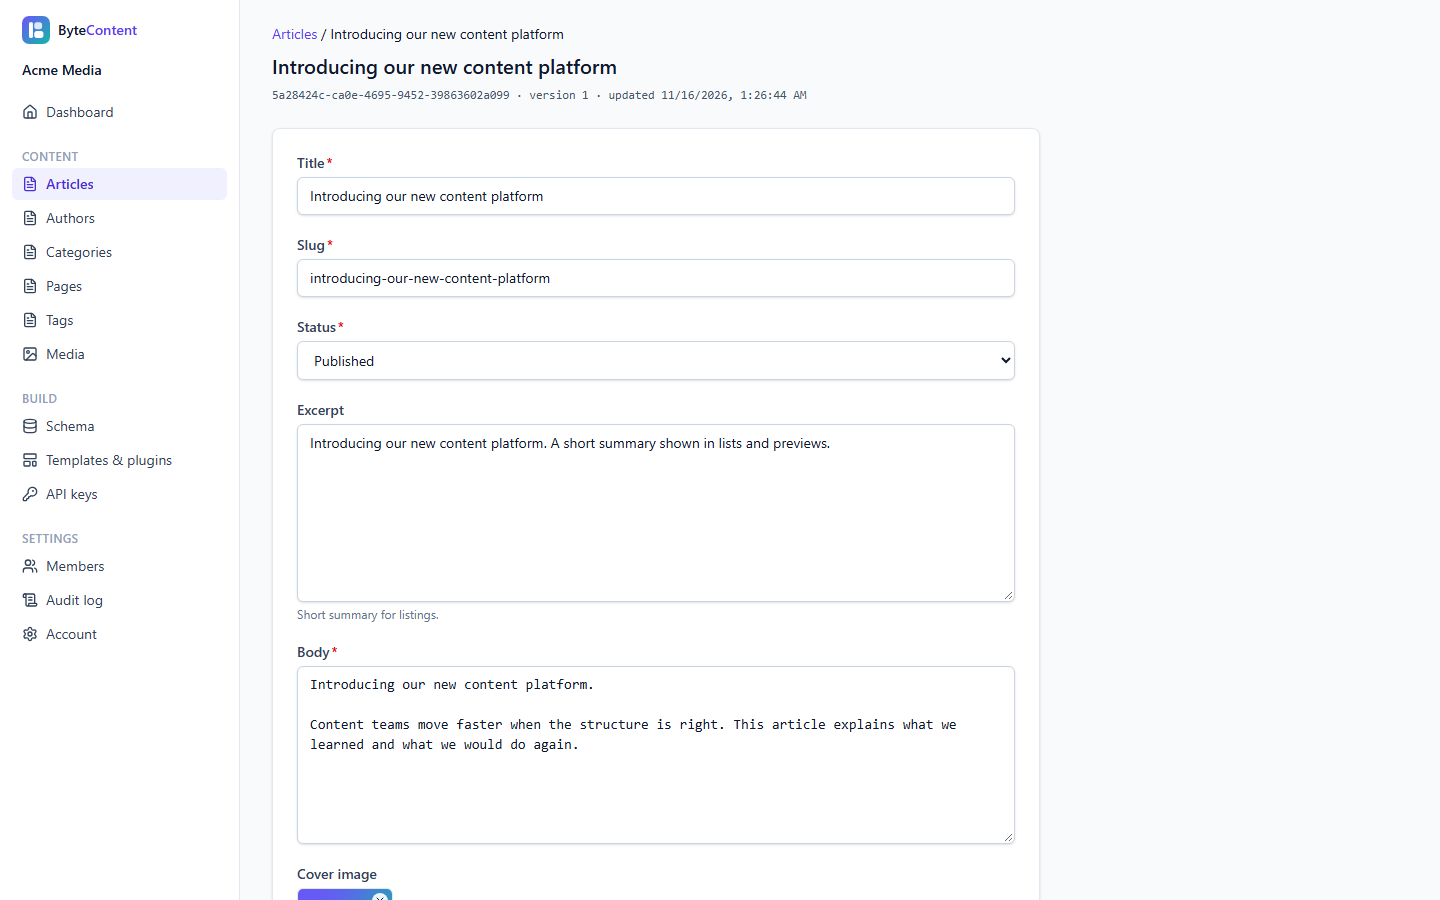 ByteContent
Acme Media
Dashboard
CONTENT
Articles
Authors
Categories
Pages
Tags
Media
BUILD
Schema
Templates & plugins
API keys
SETTINGS
Members
Audit log
Account
Articles / Introducing our new content platform
Introducing our new content platform
5a28424c-ca0e-4695-9452-39863602a099 · version 1 · updated 11/16/2026, 1:26:44 AM
Title*
Introducing our new content platform
Slug*
introducing-our-new-content-platform
Status*
Published
Excerpt
Introducing our new content platform. A short summary shown in lists and previews.
Short summary for listings.
Body*
Introducing our new content platform.
Content teams move faster when the structure is right. This article explains what we
learned and what we would do again.
Cover image